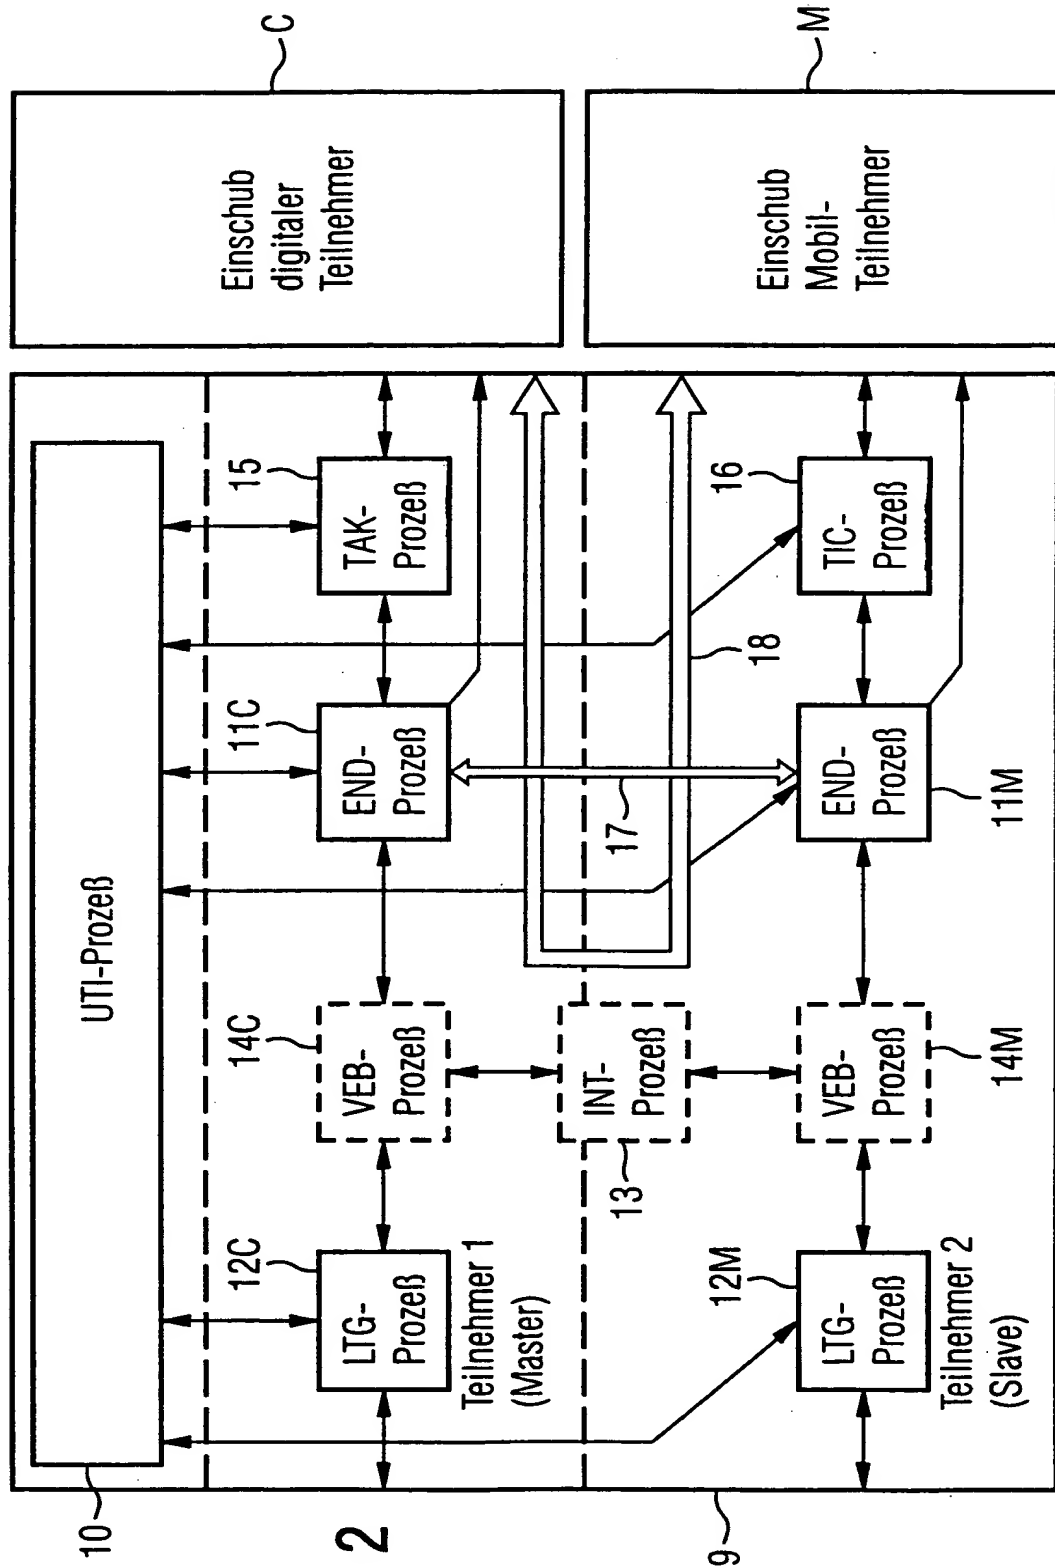 10
UTI-Prozeß
2
12C
LTG-
Prozeß
Teilnehmer 1
(Master)
14C
VEB-
Prozeß
11C
END-
Prozeß
15
TAK-
Prozeß
C
Einschub
digitaler
Teilnehmer
13
INT-
Prozeß
17
18
9
12M
LTG-
Prozeß
Teilnehmer 2
(Slave)
VEB-
Prozeß
14M
END-
Prozeß
11M
16
TIC-
Prozeß
M
Einschub
Mobil-
Teilnehmer